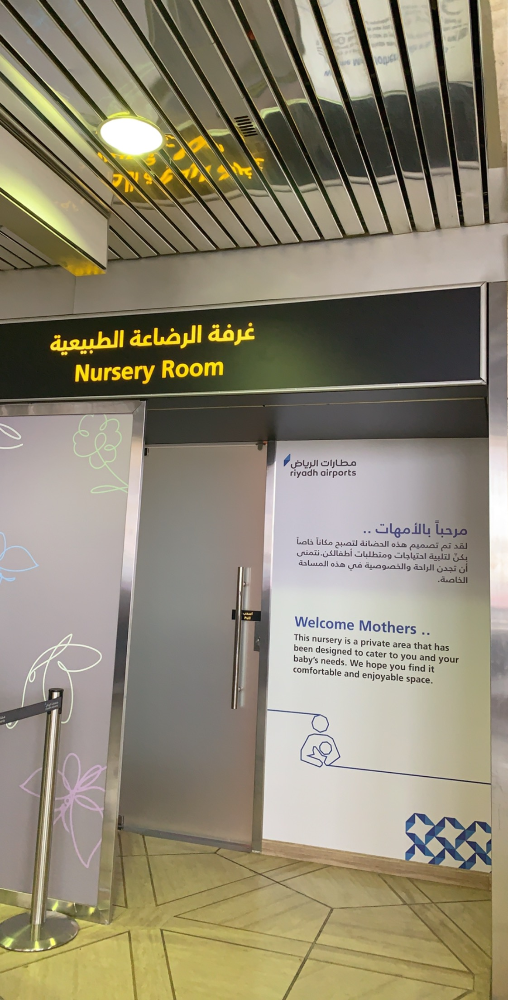 غرفة الرضاعة الطبيعية
Nursery Room
مطارات الرياض
riyadh airports
مرحباً بالأمهات ..
لقد تم تصميم هذه الحضانة لتصبح مكاناً خاصاً
بكنّ لتلبية احتياجات ومتطلبات أطفالكن.نتمنى
أن تجدن الراحة والخصوصية في هذه المساحة
الخاصة.
اسحب
Pull
Welcome Mothers ..
This nursery is a private area that has
been designed to cater to you and your
baby's needs. We hope you find it
comfortable and enjoyable space.